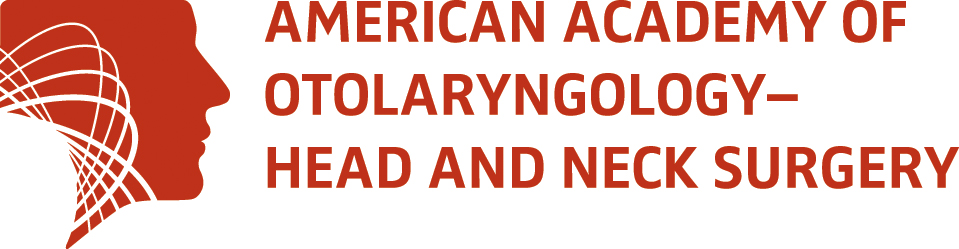 AMERICAN ACADEMY OF
OTOLARYNGOLOGY–
HEAD AND NECK SURGERY